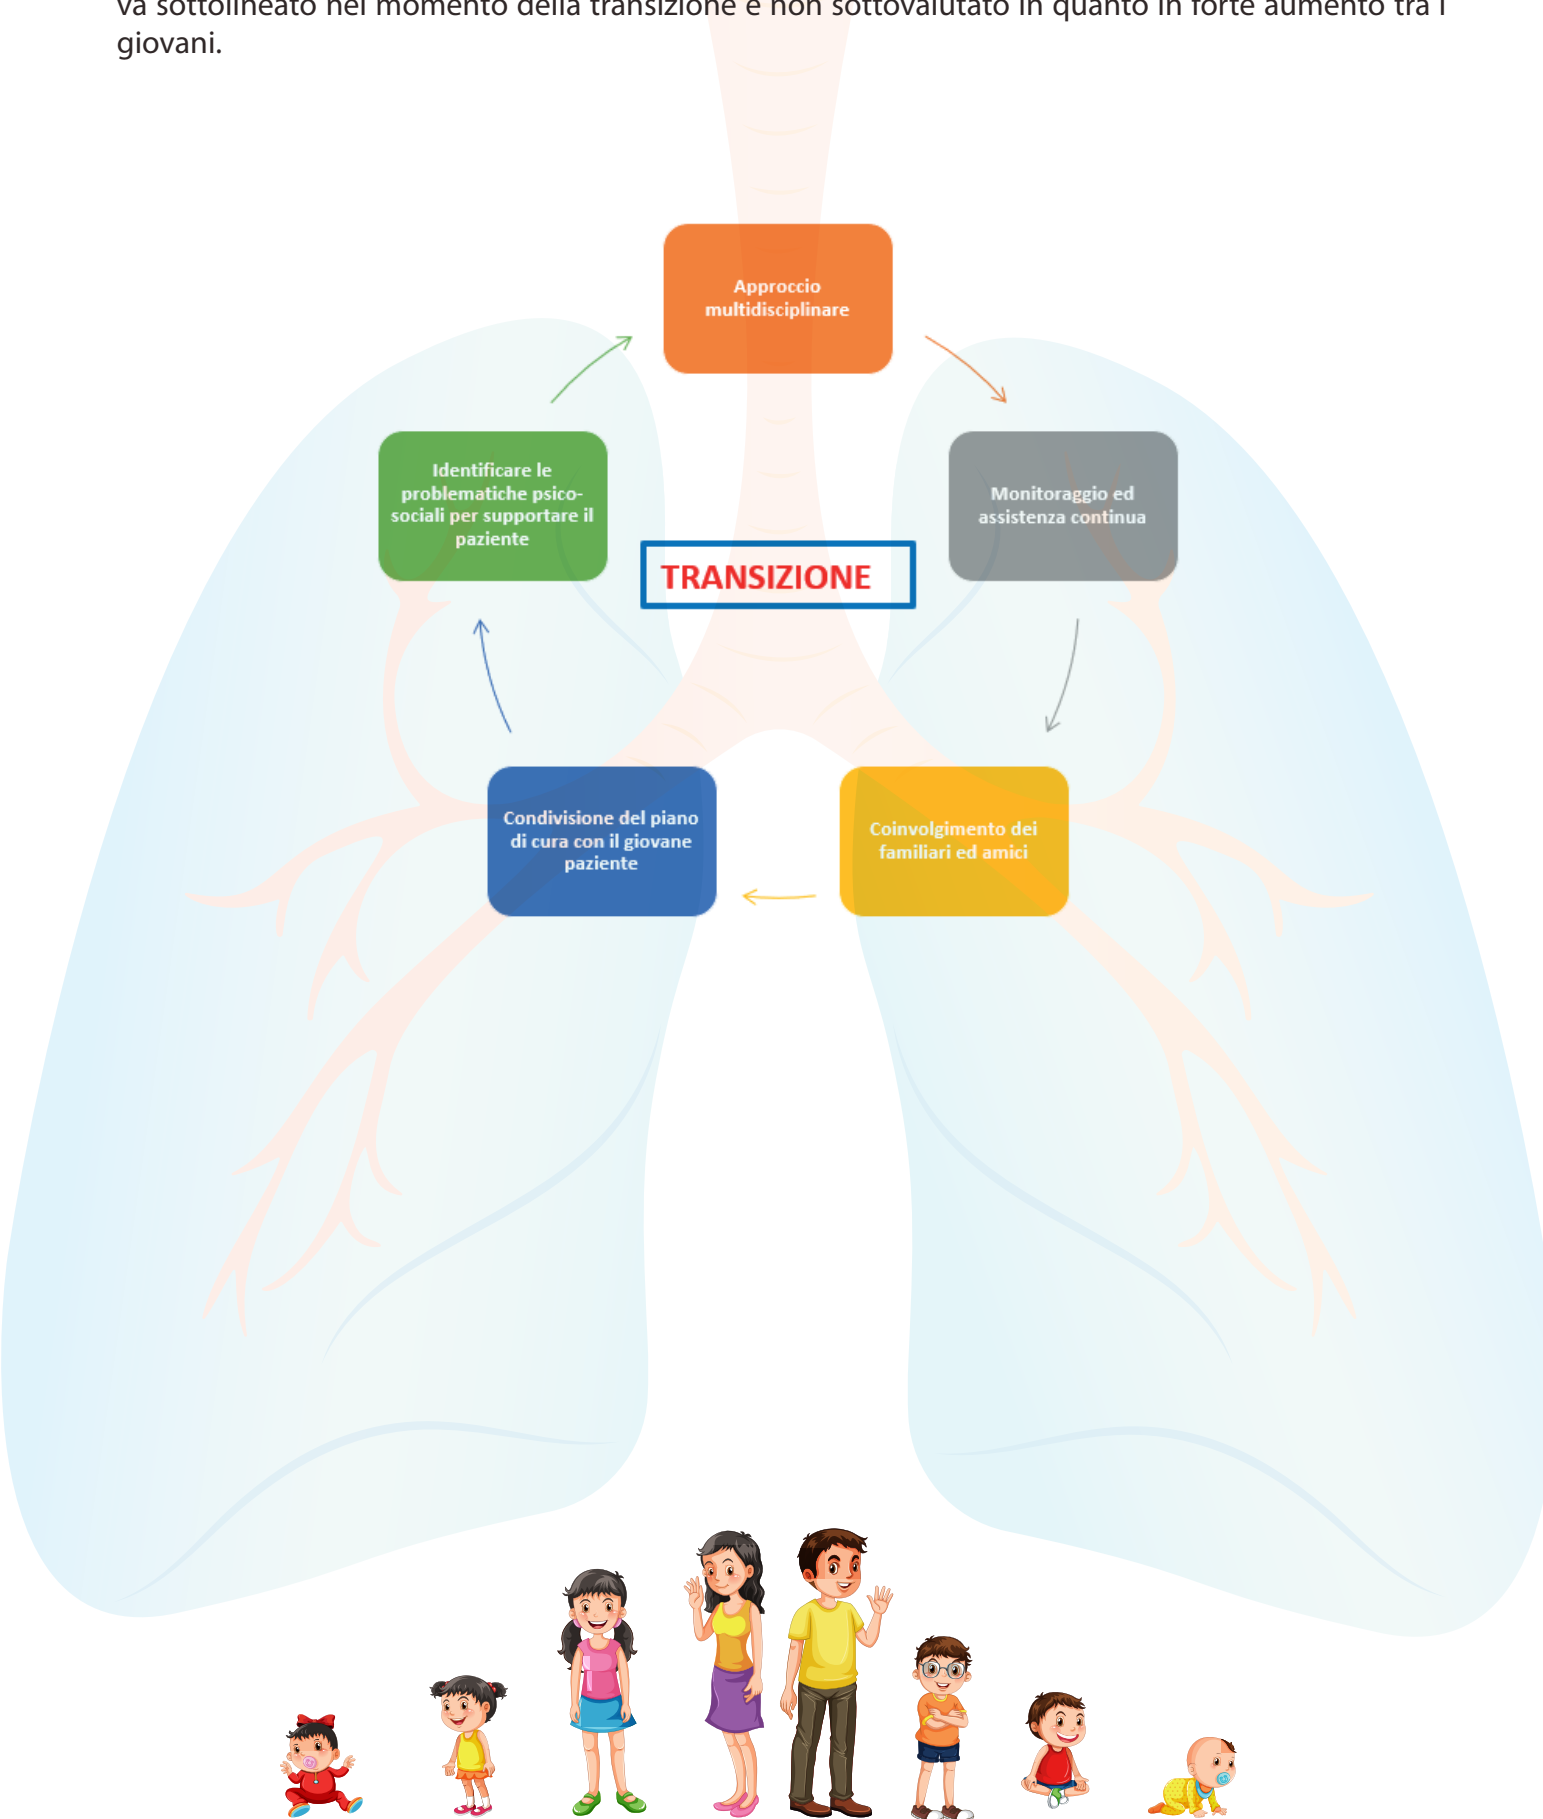 va sottolineato nel momento della transizione e non sottovalutato in quanto in forte aumento tra i
giovani.
Approccio
multidisciplinare
Identificare le
problematiche psico-
sociali per supportare il
paziente
Monitoraggio ed
assistenza continua
TRANSIZIONE
Condivisione del piano
di cura con il giovane
paziente
Coinvolgimento dei
familiari ed amici